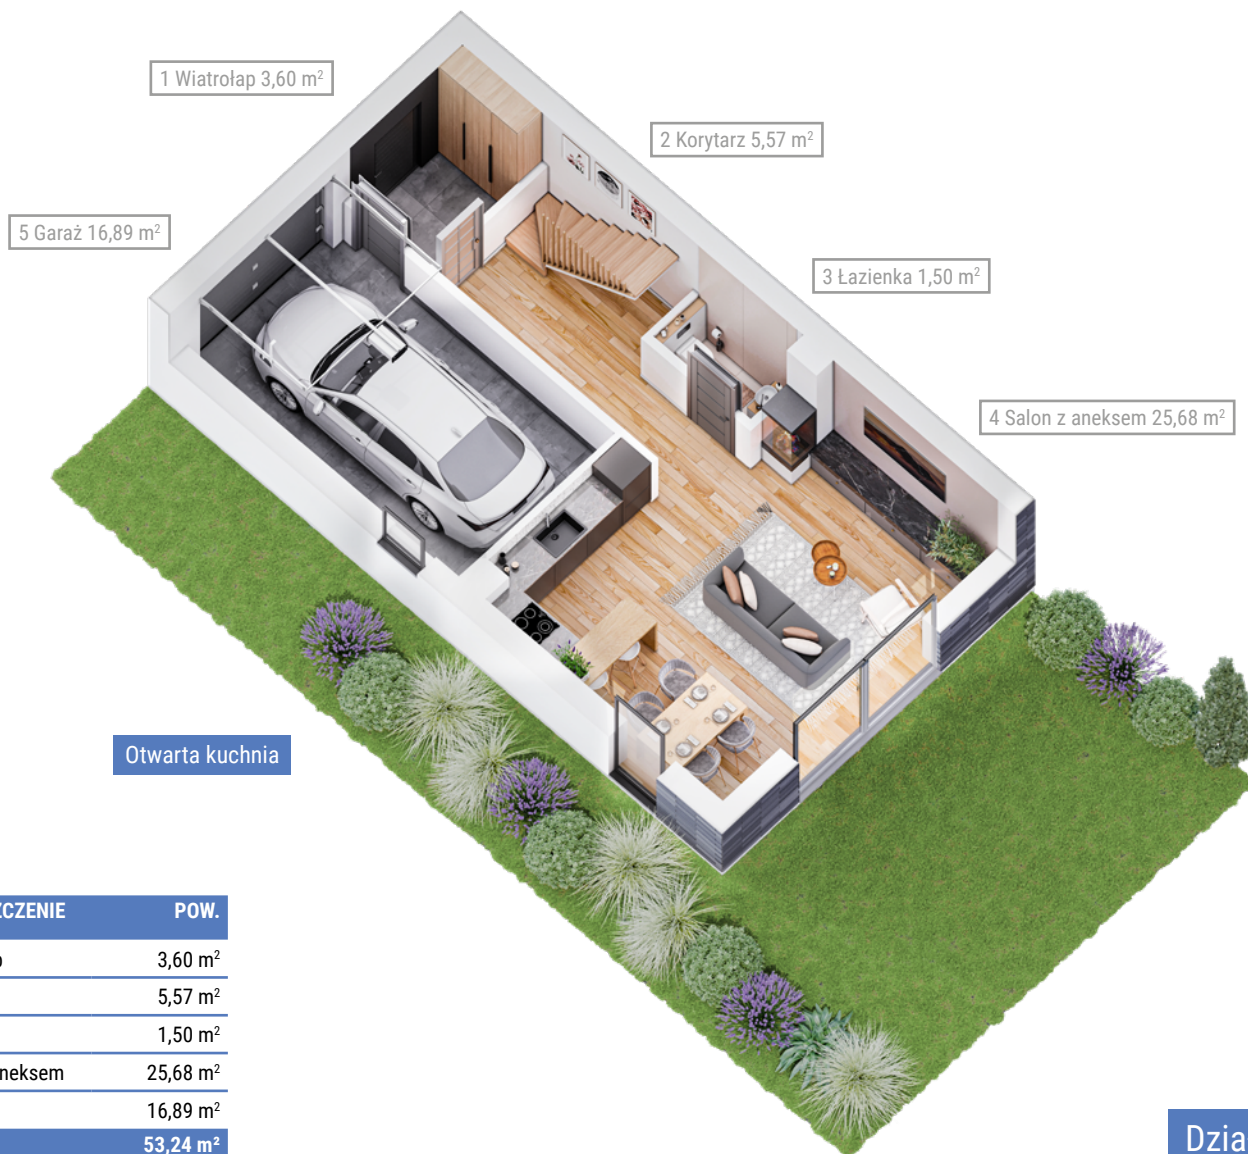 1 Wiatrołap 3,60 m²
2 Korytarz 5,57 m²
5 Garaż 16,89 m²
3 Łazienka 1,50 m²
4 Salon z aneksem 25,68 m²
Otwarta kuchnia
POW.
3,60 m²
5,57 m²
1,50 m²
25,68 m²
16,89 m²
53,24 m²